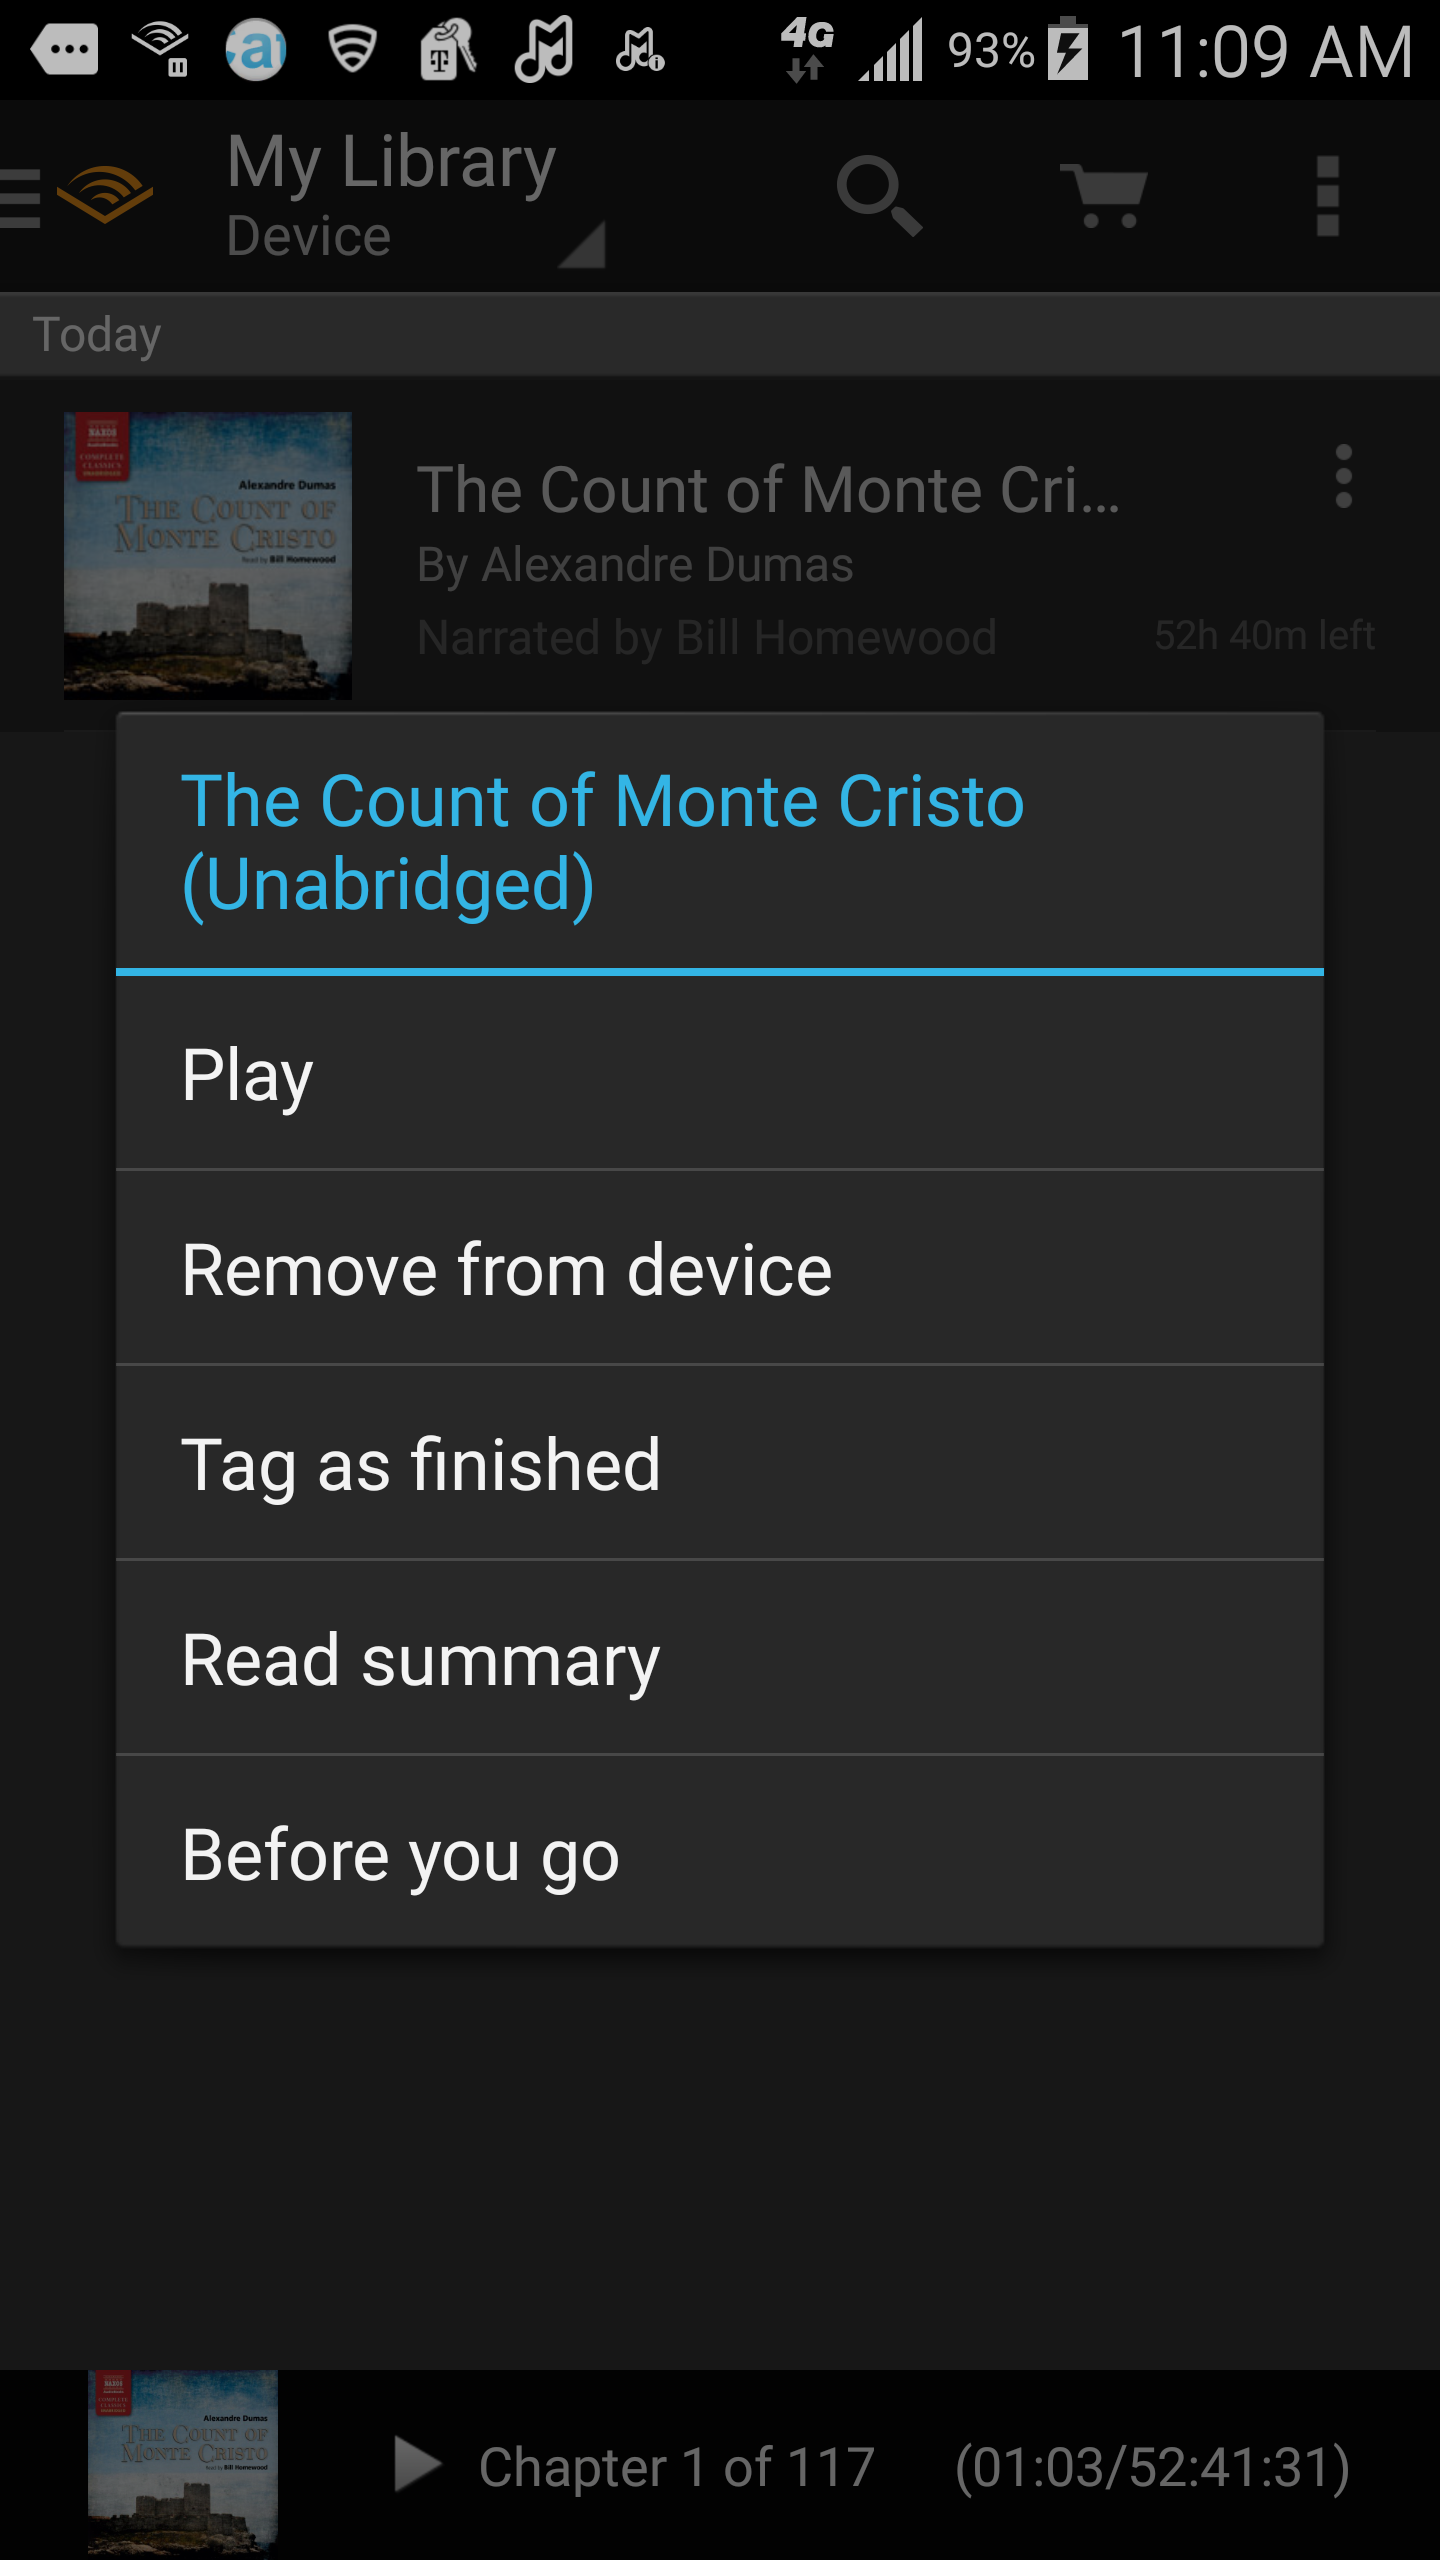 4G 93% 11:09 AM
My Library
Device
Today
NAXOS
AudioBooks
COMPLETE
CLASSICS
UNABRIDGED
Alexandre Dumas
THE COUNT OF
MONTE CRISTO
Read by Bill Homewood
The Count of Monte Cri...
By Alexandre Dumas
Narrated by Bill Homewood
52h 40m left
The Count of Monte Cristo
(Unabridged)
Play
Remove from device
Tag as finished
Read summary
Before you go
NAXOS
COMPLETE
CLASSICS
Alexandre Dumas
THE COUNT OF
MONTE CRISTO
Read by Bill Homewood
Chapter 1 of 117 (01:03/52:41:31)